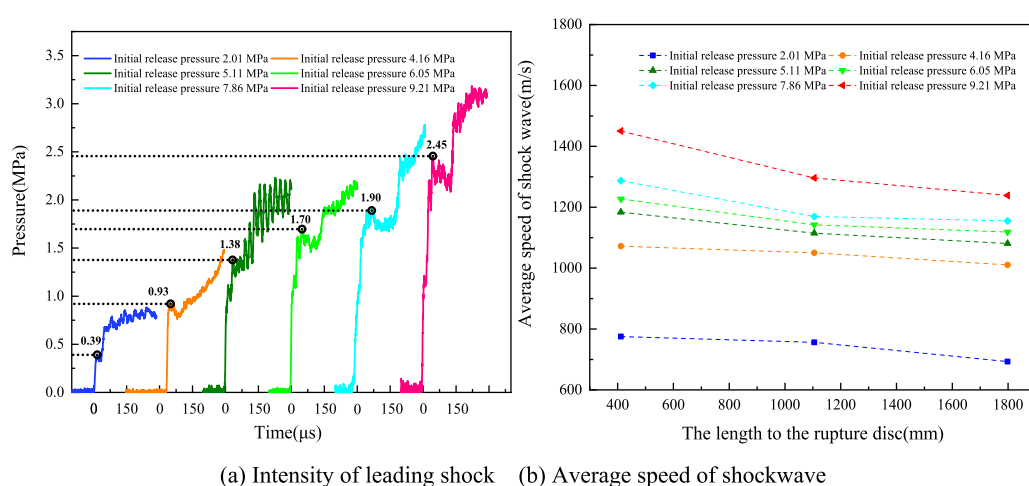 3.5
3.0
2.5
2.0
1.5
1.0
0.5
0.0
Pressure(MPa)
Initial release pressure 2.01 MPa
Initial release pressure 4.16 MPa
Initial release pressure 5.11 MPa
Initial release pressure 6.05 MPa
Initial release pressure 7.86 MPa
Initial release pressure 9.21 MPa
2.45
1.90
1.70
1.38
0.93
0.39
0 150 0 150 0 150 0 150 0 150 0 150
Time(μs)
1800
1600
1400
1200
1000
800
600
Average speed of shock wave(m/s)
Initial release pressure 2.01 MPa
Initial release pressure 4.16 MPa
Initial release pressure 5.11 MPa
Initial release pressure 6.05 MPa
Initial release pressure 7.86 MPa
Initial release pressure 9.21 MPa
400 600 800 1000 1200 1400 1600 1800
The length to the rupture disc(mm)
(a) Intensity of leading shock (b) Average speed of shockwave